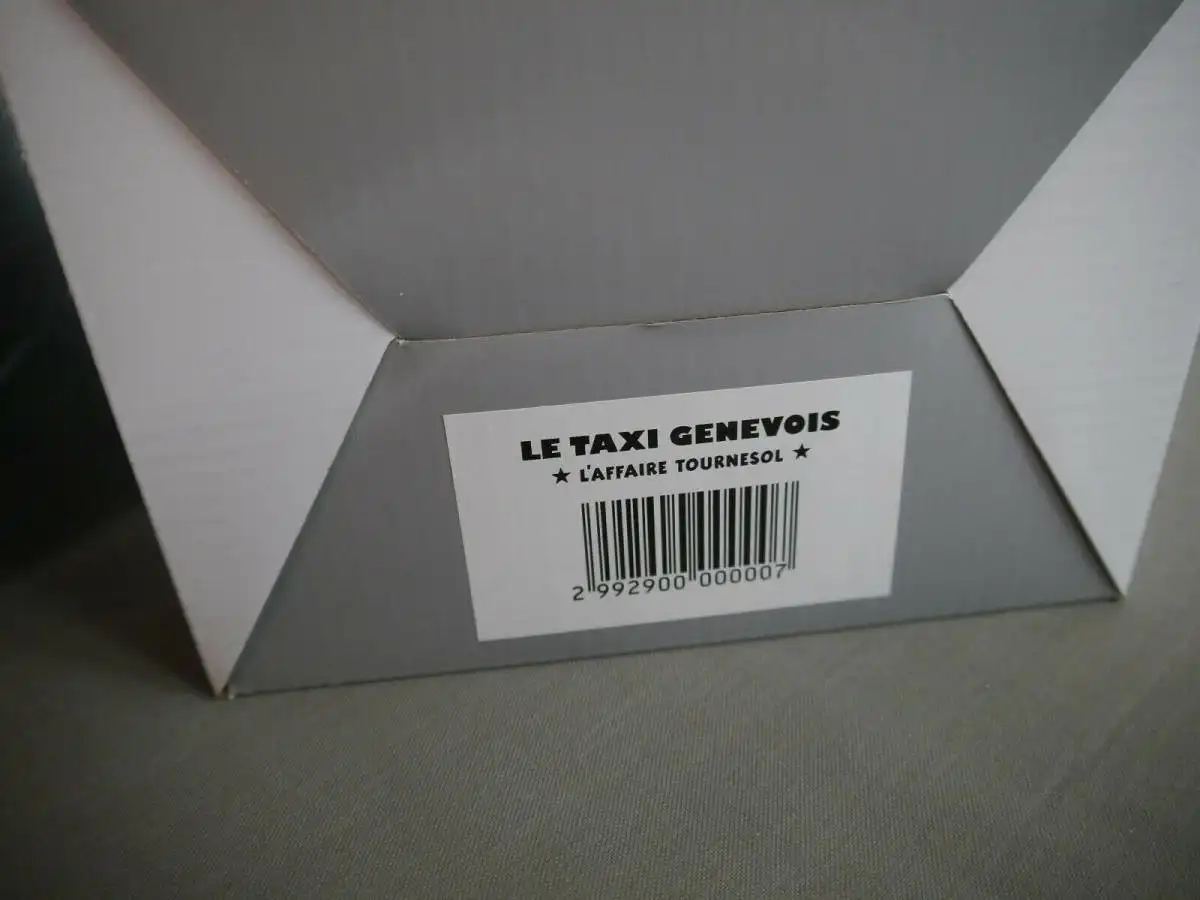 LE TAXI GENEVOIS
★ L'AFFAIRE TOURNESOL ★
2 992900 000007